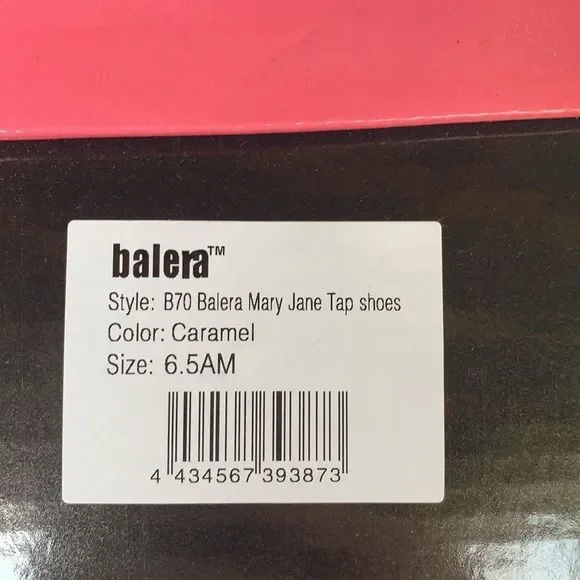 balera™
Style: B70 Balera Mary Jane Tap shoes
Color: Caramel
Size: 6.5AM
4 434567 393873